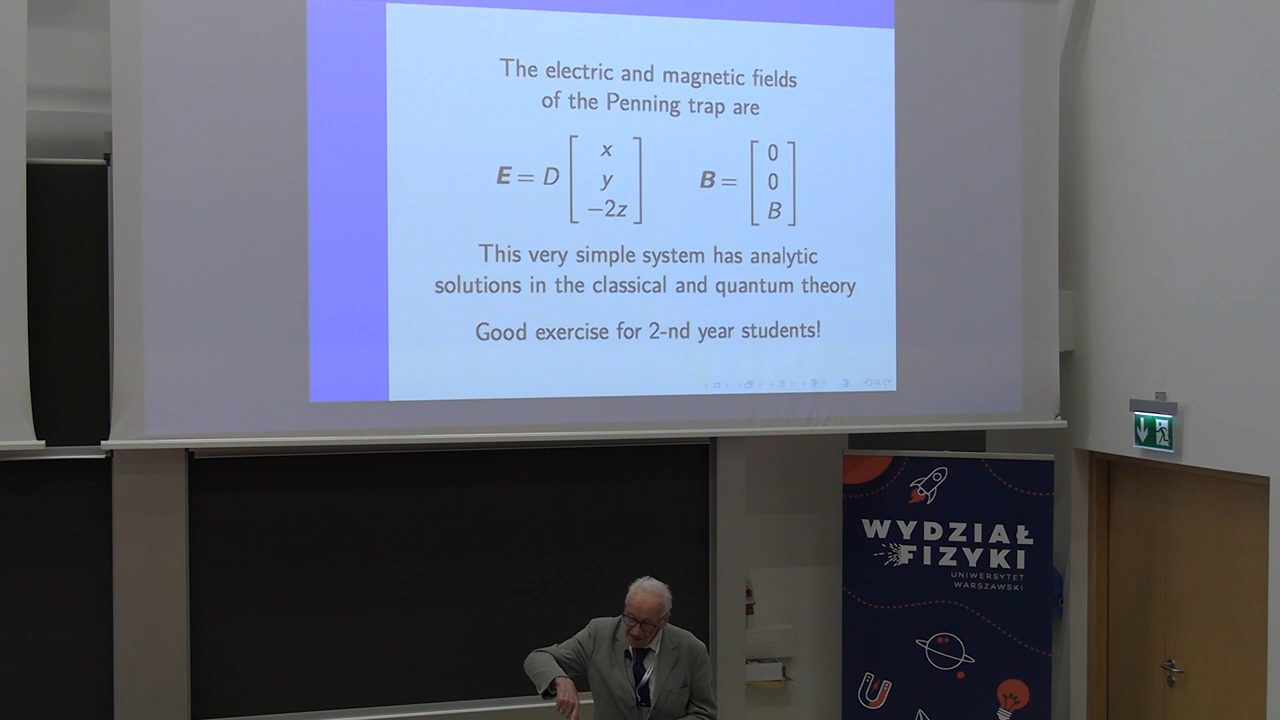 The electric and magnetic fields
of the Penning trap are
E = D [ x y −2z ] B = [ 0 0 B ]
This very simple system has analytic
solutions in the classical and quantum theory
Good exercise for 2-nd year students!
WYDZIAŁ
FIZYKI
UNIWERSYTET
WARSZAWSKI